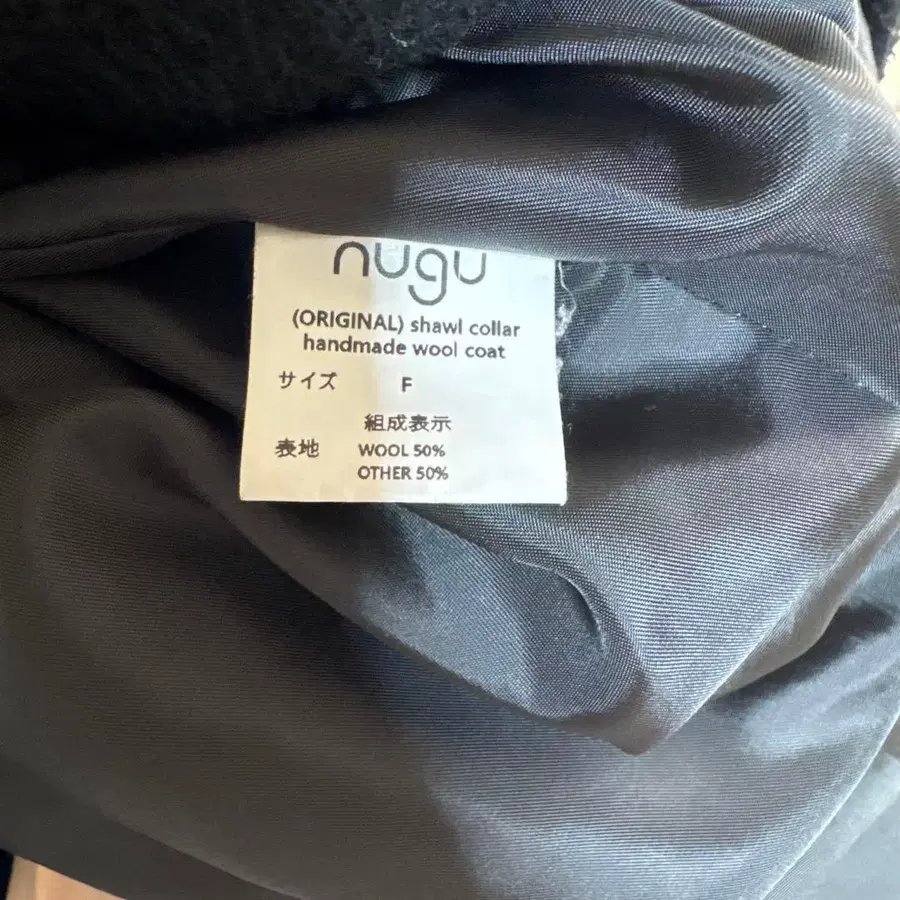 nugu
(ORIGINAL) shawl collar
handmade wool coat
サイズ F
組成表示
表地 WOOL 50%
OTHER 50%